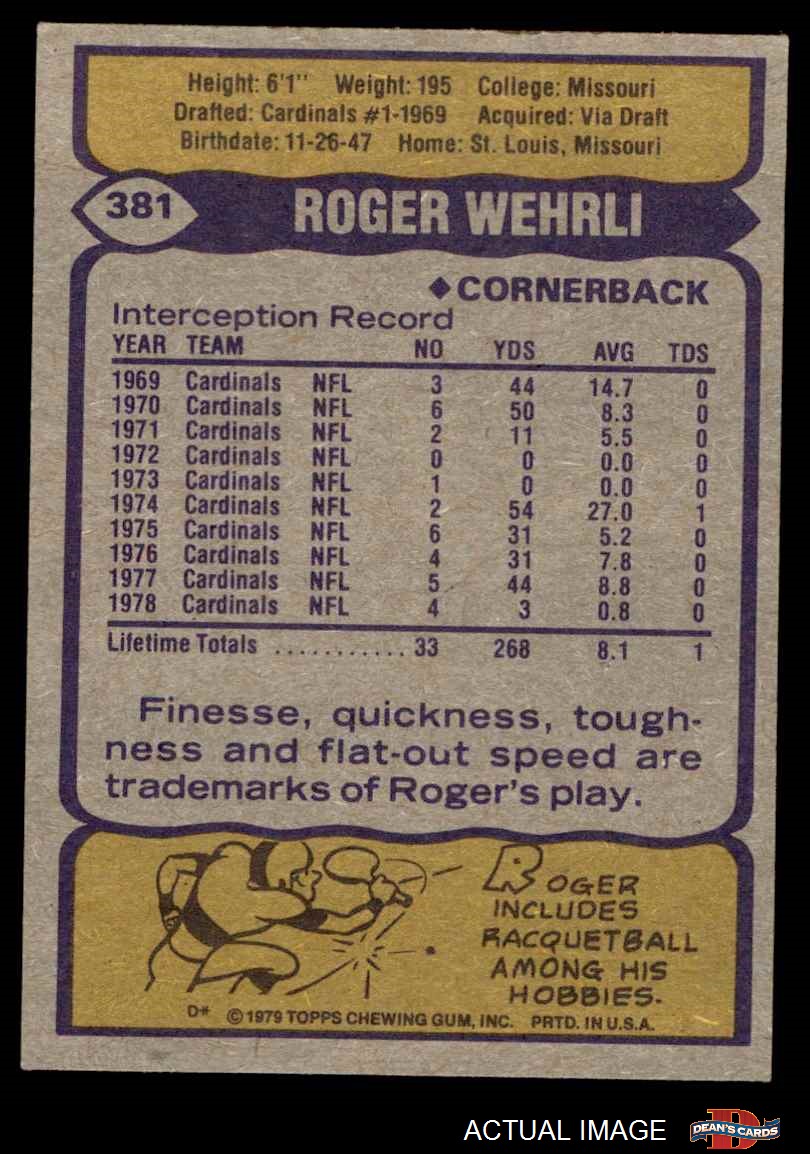 Height: 6'1" Weight: 195 College: Missouri
Drafted: Cardinals #1-1969 Acquired: Via Draft
Birthdate: 11-26-47 Home: St. Louis, Missouri
381 ROGER WEHRLI
◆CORNERBACK
Interception Record
YEAR TEAM NO YDS AVG TDS
1969 Cardinals NFL 3 44 14.7 0
1970 Cardinals NFL 6 50 8.3 0
1971 Cardinals NFL 2 11 5.5 0
1972 Cardinals NFL 0 0 0.0 0
1973 Cardinals NFL 1 0 0.0 0
1974 Cardinals NFL 2 54 27.0 1
1975 Cardinals NFL 6 31 5.2 0
1976 Cardinals NFL 4 31 7.8 0
1977 Cardinals NFL 5 44 8.8 0
1978 Cardinals NFL 4 3 0.8 0
Lifetime Totals ........... 33 268 8.1 1
Finesse, quickness, tough-
ness and flat-out speed are
trademarks of Roger's play.
ROGER
INCLUDES
RACQUETBALL
AMONG HIS
HOBBIES.
D* ©1979 TOPPS CHEWING GUM, INC. PRTD. IN U.S.A.
ACTUAL IMAGE
D
DEAN'S CARDS